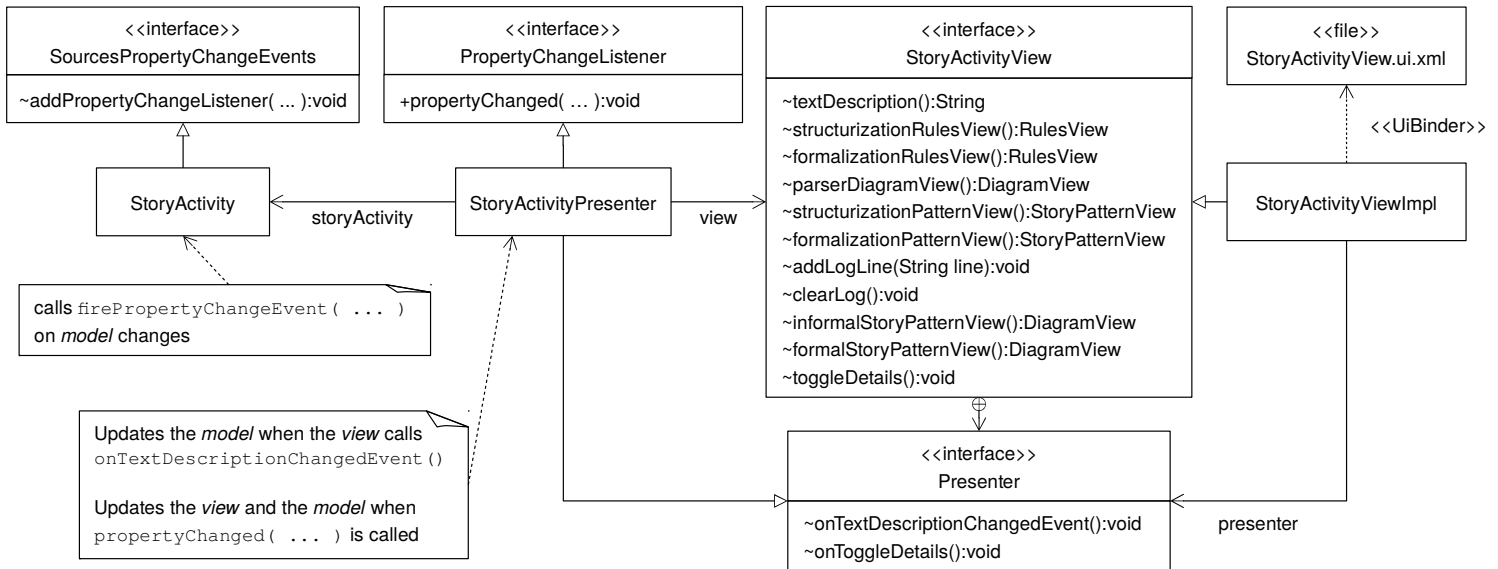 <<interface>>
SourcesPropertyChangeEvents
~addPropertyChangeListener( ... ):void
<<interface>>
PropertyChangeListener
+propertyChanged( ... ):void
<<interface>>
StoryActivityView
~textDescription():String
~structurizationRulesView():RulesView
~formalizationRulesView():RulesView
~parserDiagramView():DiagramView
~structurizationPatternView():StoryPatternView
~formalizationPatternView():StoryPatternView
~addLogLine(String line):void
~clearLog():void
~informalStoryPatternView():DiagramView
~formalStoryPatternView():DiagramView
~toggleDetails():void
<<file>>
StoryActivityView.ui.xml
<<UiBinder>>
StoryActivity
storyActivity
StoryActivityPresenter
view
StoryActivityViewImpl
calls firePropertyChangeEvent( ... )
on model changes
Updates the model when the view calls
onTextDescriptionChangedEvent()
Updates the view and the model when
propertyChanged( ... ) is called
<<interface>>
Presenter
~onTextDescriptionChangedEvent():void
~onToggleDetails():void
presenter